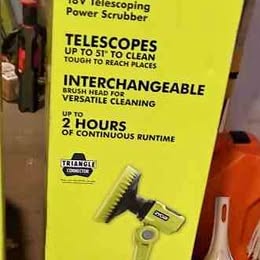 18V Telescoping
Power Scrubber
TELESCOPES
UP TO 51" TO CLEAN
TOUGH TO REACH PLACES
INTERCHANGEABLE
BRUSH HEAD FOR
VERSATILE CLEANING
UP TO
2 HOURS
OF CONTINUOUS RUNTIME
TRIANGLE
CONNECTOR
RYOBI